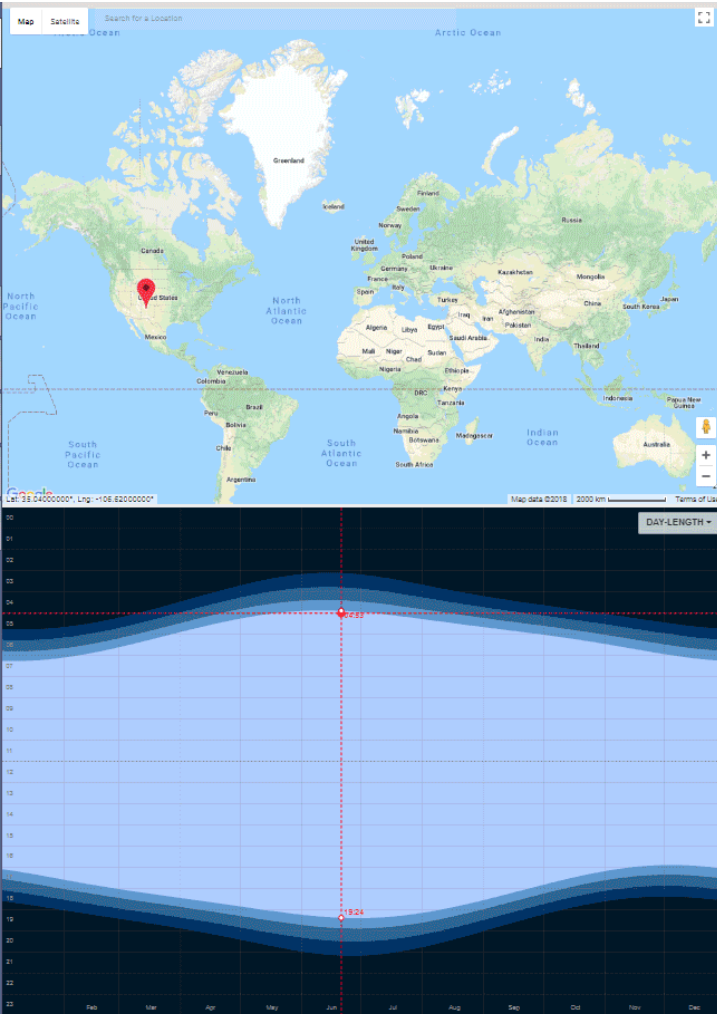 Map Satellite Search for a Location
Arctic Ocean
Greenland
Iceland
Finland
Sweden
Norway
Russia
United
Kingdom
Poland
Germany
Ukraine
France
Italy
Spain
Kazakhstan
Mongolia
Turkey
China
Japan
South Korea
Canada
United States
Mexico
North
Pacific
Ocean
North
Atlantic
Ocean
Iraq
Iran
Afghanistan
Pakistan
Algeria
Libya
Egypt
Saudi Arabia
India
Thailand
Mali
Niger
Chad
Sudan
Nigeria
Ethiopia
Venezuela
Colombia
DRC
Kenya
Tanzania
Indonesia
Papua New
Guinea
Peru
Brazil
Bolivia
Angola
Namibia
Botswana
Madagascar
South Africa
Chile
Argentina
South
Pacific
Ocean
South
Atlantic
Ocean
Indian
Ocean
Australia
Google
Map data ©2018 2000 km Terms of Us
DAY-LENGTH
00
01
02
03
04
05
06
07
08
09
10
11
12
13
14
15
16
18
19
20
21
22
23
19:24
Feb Mar Apr May Jun Jul Aug Sep Oct Nov Dec